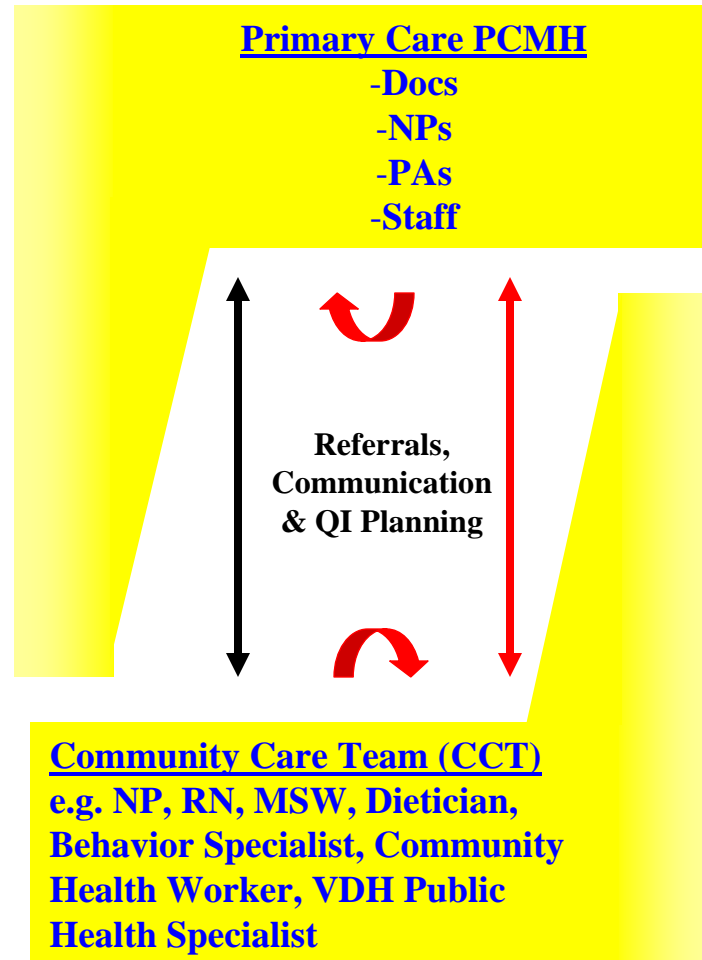 Primary Care PCMH
-Docs
-NPs
-PAs
-Staff
Referrals,
Communication
& QI Planning
Community Care Team (CCT)
e.g. NP, RN, MSW, Dietician,
Behavior Specialist, Community
Health Worker, VDH Public
Health Specialist